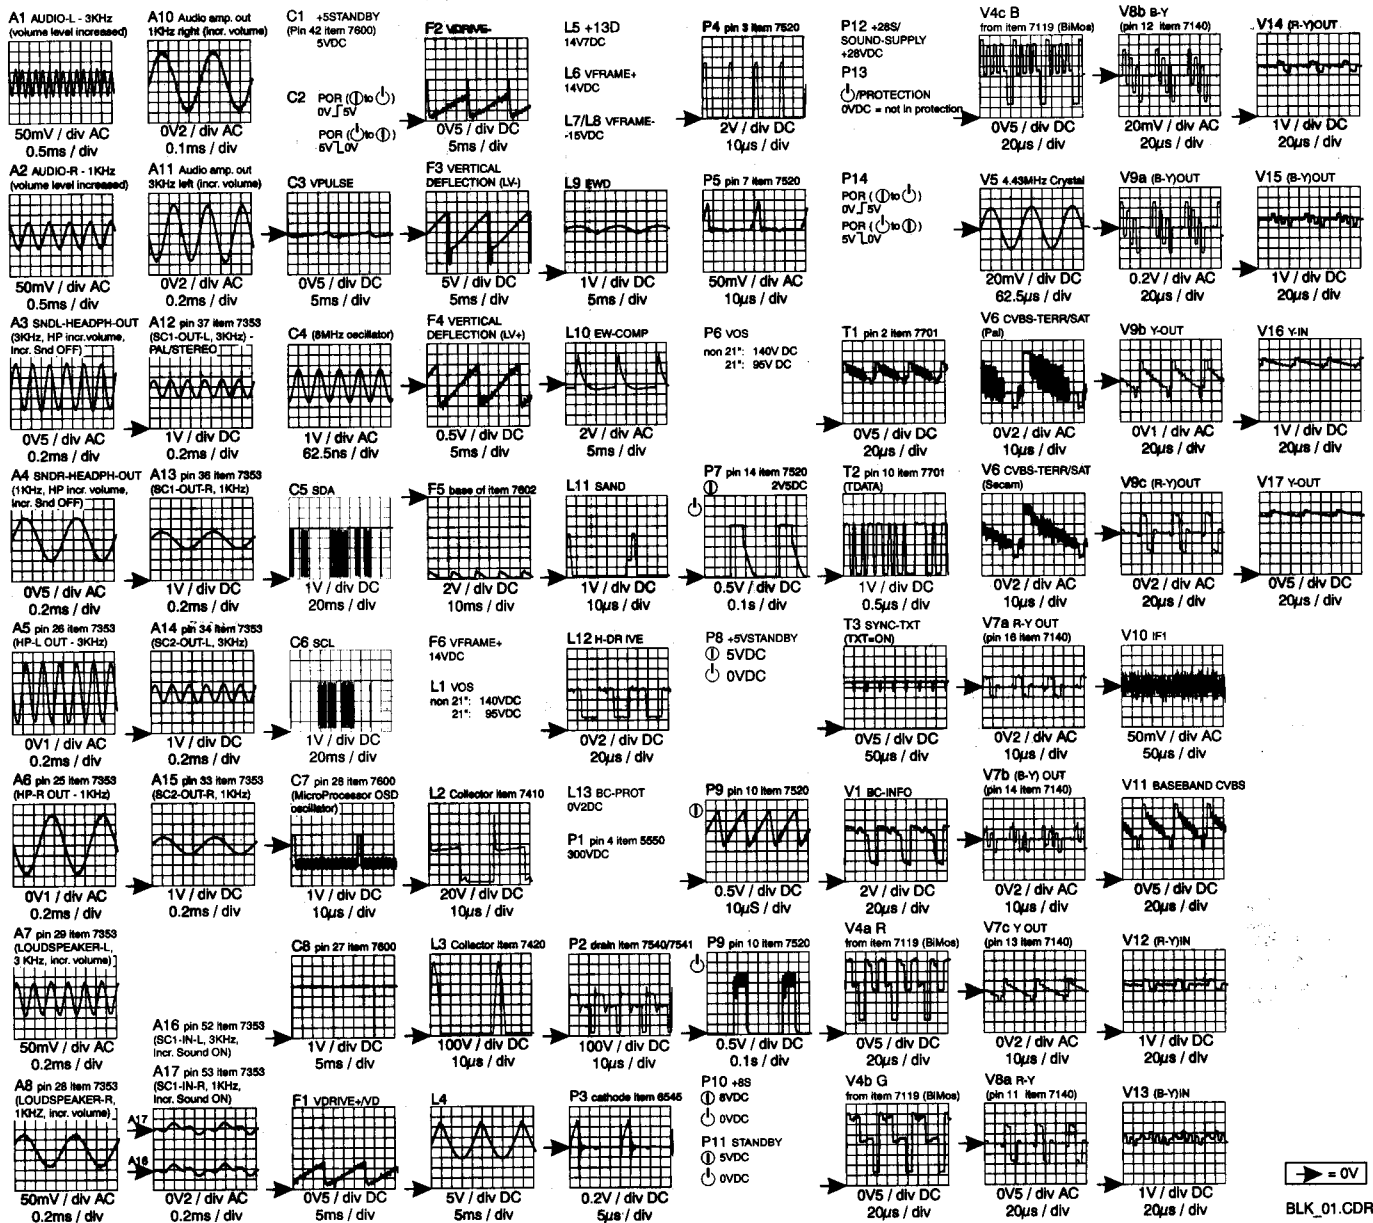 A1 AUDIO-L - 3KHz
(volume level increased)
50mV / div AC
0.5ms / div
A2 AUDIO-R - 1KHz
(volume level increased)
50mV / div AC
0.5ms / div
A3 SNDL-HEADPH-OUT
(3KHz, HP incr.volume,
Incr. Snd OFF)
0V5 / div AC
0.2ms / div
A4 SNDR-HEADPH-OUT
(1KHz, HP incr. volume,
Incr. Snd OFF)
0V5 / div AC
0.2ms / div
A5 pin 26 item 7353
(HP-L OUT - 3KHz)
0V1 / div AC
0.2ms / div
A6 pin 25 item 7353
(HP-R OUT - 1KHz)
0V1 / div AC
0.2ms / div
A7 pin 29 item 7353
(LOUDSPEAKER-L,
3 KHz, incr. volume)
50mV / div AC
0.2ms / div
A8 pin 28 item 7353
(LOUDSPEAKER-R,
1KHZ, incr. volume)
50mV / div AC
0.2ms / div
A10 Audio amp. out
1KHz right (incr. volume)
0V2 / div AC
0.1ms / div
A11 Audio amp. out
3KHz left (incr. volume)
0V2 / div AC
0.2ms / div
A12 pin 37 item 7353
(SC1-OUT-L, 3KHz) -
PAL/STEREO
1V / div DC
0.2ms / div
A13 pin 36 item 7353
(SC1-OUT-R, 1KHz)
1V / div DC
0.2ms / div
A14 pin 34 item 7353
(SC2-OUT-L, 3KHz)
1V / div DC
0.2ms / div
A15 pin 33 item 7353
(SC2-OUT-R, 1KHz)
1V / div DC
0.2ms / div
A16 pin 52 item 7353
(SC1-IN-L, 3KHz,
Incr. Sound ON)
A17 pin 53 item 7353
(SC1-IN-R, 1KHz,
Incr. Sound ON)
A17
A16
0V2 / div AC
0.2ms / div
C1 +5STANDBY
(Pin 42 item 7600)
5VDC
C2 POR ( to )
0V 5V
POR ( to )
5V 0V
C3 VPULSE
0V5 / div DC
5ms / div
C4 (8MHz oscillator)
1V / div AC
62.5ns / div
C5 SDA
1V / div DC
20ms / div
C6 SCL
1V / div DC
20ms / div
C7 pin 28 item 7600
(MicroProcessor OSD
oscillator)
1V / div DC
10µs / div
C8 pin 27 item 7600
1V / div DC
5ms / div
F1 VDRIVE+/VD
0V5 / div DC
5ms / div
F2 VDRIVE-
0V5 / div DC
5ms / div
F3 VERTICAL
DEFLECTION (LV-)
5V / div DC
5ms / div
F4 VERTICAL
DEFLECTION (LV+)
0.5V / div DC
5ms / div
F5 base of item 7602
2V / div DC
10ms / div
F6 VFRAME+
14VDC
L1 VOS
non 21": 140VDC
21": 95VDC
L2 Collector item 7410
20V / div DC
10µs / div
L3 Collector item 7420
100V / div DC
10µs / div
L4
5V / div DC
5ms / div
L5 +13D
14V7DC
L6 VFRAME+
14VDC
L7/L8 VFRAME-
-15VDC
L9 EWD
1V / div DC
5ms / div
L10 EW-COMP
2V / div AC
5ms / div
L11 SAND
1V / div DC
10µs / div
L12 H-DRIVE
0V2 / div DC
20µs / div
L13 BC-PROT
0V2DC
P1 pin 4 item 5550
300VDC
P2 drain item 7540/7541
100V / div DC
10µs / div
P3 cathode item 6545
0.2V / div DC
5µs / div
P4 pin 3 item 7520
2V / div DC
10µs / div
P5 pin 7 item 7520
50mV / div AC
10µs / div
P6 VOS
non 21": 140V DC
21": 95V DC
P7 pin 14 item 7520
2V5DC
0.5V / div DC
0.1s / div
P8 +5VSTANDBY
5VDC
0VDC
P9 pin 10 item 7520
0.5V / div DC
10µS / div
P9 pin 10 item 7520
0.5V / div DC
0.1s / div
P10 +8S
8VDC
0VDC
P11 STANDBY
5VDC
0VDC
P12 +28S/
SOUND-SUPPLY
+28VDC
P13
/PROTECTION
0VDC = not in protection
P14
POR ( to )
0V 5V
POR ( to )
5V 0V
T1 pin 2 item 7701
0V5 / div DC
20µs / div
T2 pin 10 item 7701
(TDATA)
1V / div DC
0.5µs / div
T3 SYNC-TXT
(TXT=ON)
0V5 / div DC
50µs / div
V1 BC-INFO
2V / div DC
20µs / div
V4a R
from item 7119 (BiMos)
0V5 / div DC
20µs / div
V4b G
from item 7119 (BiMos)
0V5 / div DC
20µs / div
V4c B
from item 7119 (BiMos)
0V5 / div DC
20µs / div
V5 4.43MHz Crystal
20mV / div DC
62.5µs / div
V6 CVBS-TERR/SAT
(Pal)
0V2 / div AC
10µs / div
V6 CVBS-TERR/SAT
(Secam)
0V2 / div AC
10µs / div
V7a R-Y OUT
(pin 16 item 7140)
0V2 / div AC
10µs / div
V7b (B-Y) OUT
(pin 14 item 7140)
0V2 / div AC
10µs / div
V7c Y OUT
(pin 13 item 7140)
0V2 / div AC
10µs / div
V8a R-Y
(pin 11 item 7140)
0V5 / div AC
20µs / div
V8b B-Y
(pin 12 item 7140)
20mV / div AC
20µs / div
V9a (B-Y)OUT
0.2V / div AC
20µs / div
V9b Y-OUT
0V1 / div AC
20µs / div
V9c (R-Y)OUT
0V2 / div AC
20µs / div
V10 IF1
50mV / div AC
50µs / div
V11 BASEBAND CVBS
0V5 / div DC
20µs / div
V12 (R-Y)IN
1V / div DC
20µs / div
V13 (B-Y)IN
1V / div DC
20µs / div
V14 (R-Y)OUT
1V / div DC
20µs / div
V15 (B-Y)OUT
1V / div DC
20µs / div
V16 Y-IN
1V / div DC
20µs / div
V17 Y-OUT
0V5 / div DC
20µs / div
= 0V
BLK_01.CDR